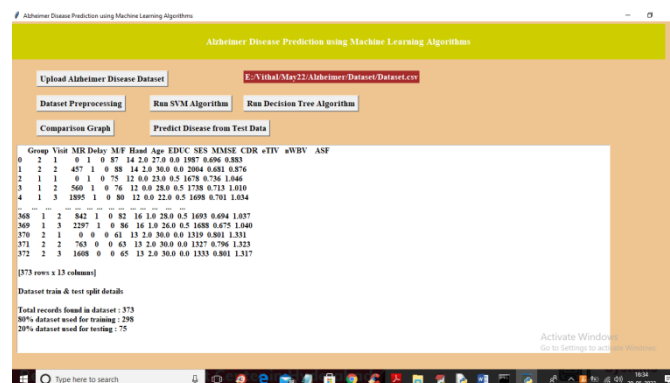 Alzheimer Disease Prediction using Machine Learning Algorithms
Alzheimer Disease Prediction using Machine Learning Algorithms
Upload Alzheimer Disease Dataset
E:/Vithal/May22/Alzheimer/Dataset/Dataset.csv
Dataset Preprocessing Run SVM Algorithm Run Decision Tree Algorithm
Comparison Graph Predict Disease from Test Data
Group Visit MR Delay M/F Hand Age EDUC SES MMSE CDR eTIV nWBV ASF
0 2 1 0 1 0 87 14 2.0 27.0 0.0 1987 0.696 0.883
1 2 2 457 1 0 88 14 2.0 30.0 0.0 2004 0.681 0.876
2 1 1 0 1 0 75 12 0.0 23.0 0.5 1678 0.736 1.046
3 1 2 560 1 0 76 12 0.0 28.0 0.5 1738 0.713 1.010
4 1 3 1895 1 0 80 12 0.0 22.0 0.5 1698 0.701 1.034
... ... ... ... ... ... ... ... ... ... ... ... ... ...
368 1 2 842 1 0 82 16 1.0 28.0 0.5 1693 0.694 1.037
369 1 3 2297 1 0 86 16 1.0 26.0 0.5 1688 0.675 1.040
370 2 1 0 0 0 61 13 2.0 30.0 0.0 1319 0.801 1.331
371 2 2 763 0 0 63 13 2.0 30.0 0.0 1327 0.796 1.323
372 2 3 1608 0 0 65 13 2.0 30.0 0.0 1333 0.801 1.317
[373 rows x 13 columns]
Dataset train & test split details
Total records found in dataset : 373
80% dataset used for training : 298
20% dataset used for testing : 75
Activate Windows
Go to Settings to activate Windows.
Type here to search
18:34